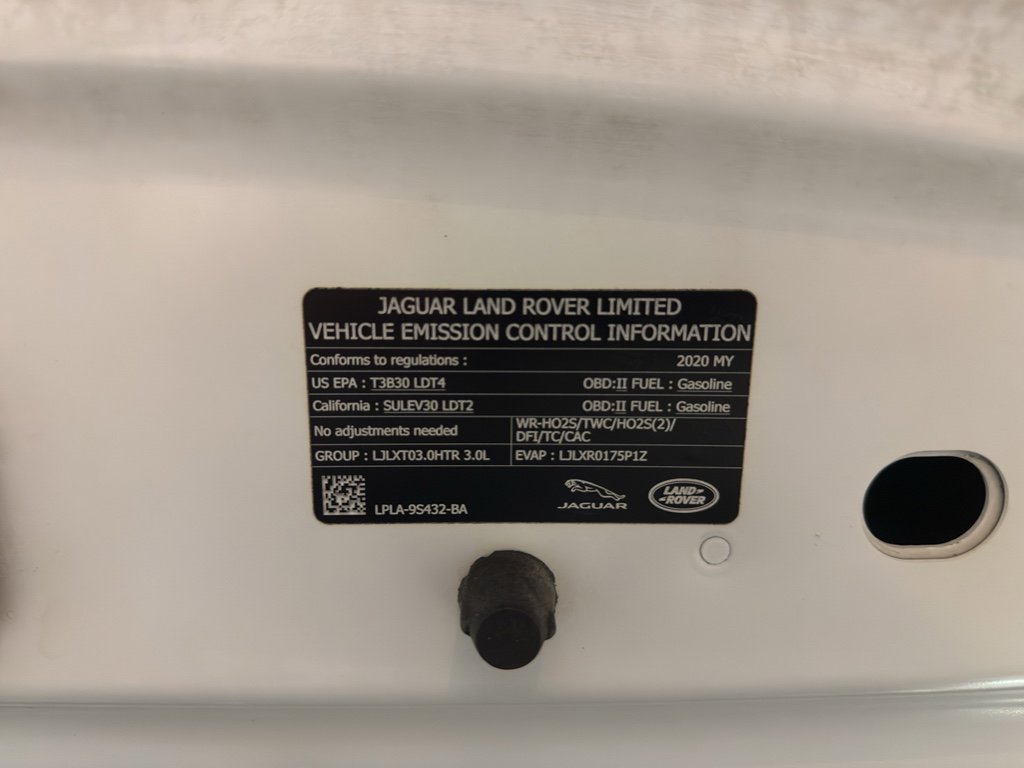 JAGUAR LAND ROVER LIMITED
VEHICLE EMISSION CONTROL INFORMATION
Conforms to regulations : 2020 MY
US EPA : T3B30 LDT4 OBD:II FUEL : Gasoline
California : SULEV30 LDT2 OBD:II FUEL : Gasoline
No adjustments needed
WR-HO2S/TWC/HO2S(2)/
DFI/TC/CAC
GROUP : LJLXT03.0HTR 3.0L EVAP : LJLXR0175P1Z
LPLA-9S432-BA
JAGUAR
LAND
ROVER